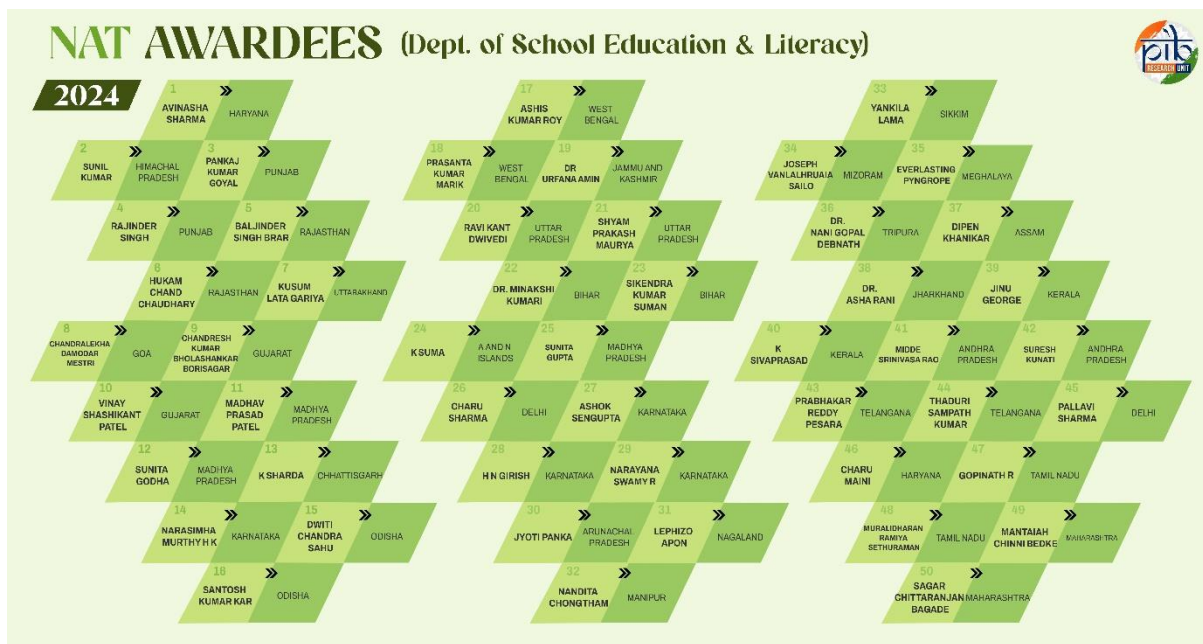 NAT AWARDEES (Dept. of School Education & Literacy)
pib
RESEARCH UNIT
2024
1
AVINASHA
SHARMA
HARYANA
2
SUNIL
KUMAR
HIMACHAL
PRADESH
3
PANKAJ
KUMAR
GOYAL
PUNJAB
4
RAJINDER
SINGH
PUNJAB
5
BALJINDER
SINGH BRAR
RAJASTHAN
6
HUKAM
CHAND
CHAUDHARY
RAJASTHAN
7
KUSUM
LATA GARIYA
UTTARAKHAND
8
CHANDRALEKHA
DAMODAR
MESTRI
GOA
9
CHANDRESH
KUMAR
BHOLASHANKAR
BORISAGAR
GUJARAT
10
VINAY
SHASHIKANT
PATEL
GUJARAT
11
MADHAV
PRASAD
PATEL
MADHYA
PRADESH
12
SUNITA
GODHA
MADHYA
PRADESH
13
K SHARDA
CHHATTISGARH
14
NARASIMHA
MURTHY H K
KARNATAKA
15
DWITI
CHANDRA
SAHU
ODISHA
16
SANTOSH
KUMAR KAR
ODISHA
17
ASHIS
KUMAR ROY
WEST
BENGAL
18
PRASANTA
KUMAR
MARIK
WEST
BENGAL
19
DR
URFANA AMIN
JAMMU AND
KASHMIR
20
RAVI KANT
DWIVEDI
UTTAR
PRADESH
21
SHYAM
PRAKASH
MAURYA
UTTAR
PRADESH
22
DR. MINAKSHI
KUMARI
BIHAR
23
SIKENDRA
KUMAR
SUMAN
BIHAR
24
K SUMA
A AND N
ISLANDS
25
SUNITA
GUPTA
MADHYA
PRADESH
26
CHARU
SHARMA
DELHI
27
ASHOK
SENGUPTA
KARNATAKA
28
H N GIRISH
KARNATAKA
29
NARAYANA
SWAMY R
KARNATAKA
30
JYOTI PANKA
ARUNACHAL
PRADESH
31
LEPHIZO
APON
NAGALAND
32
NANDITA
CHONGTHAM
MANIPUR
33
YANKILA
LAMA
SIKKIM
34
JOSEPH
VANLALHRUAIA
SAILO
MIZORAM
35
EVERLASTING
PYNGROPE
MEGHALAYA
36
DR.
NANI GOPAL
DEBNATH
TRIPURA
37
DIPEN
KHANIKAR
ASSAM
38
DR.
ASHA RANI
JHARKHAND
39
JINU
GEORGE
KERALA
40
K
SIVAPRASAD
KERALA
41
MIDDE
SRINIVASA RAO
ANDHRA
PRADESH
42
SURESH
KUNATI
ANDHRA
PRADESH
43
PRABHAKAR
REDDY
PESARA
TELANGANA
44
THADURI
SAMPATH
KUMAR
TELANGANA
45
PALLAVI
SHARMA
DELHI
46
CHARU
MAINI
HARYANA
47
GOPINATH R
TAMIL NADU
48
MURALIDHARAN
RAMIYA
SETHURAMAN
TAMIL NADU
49
MANTAIAH
CHINNI BEDKE
MAHARASHTRA
50
SAGAR
CHITTARANJAN
BAGADE
MAHARASHTRA